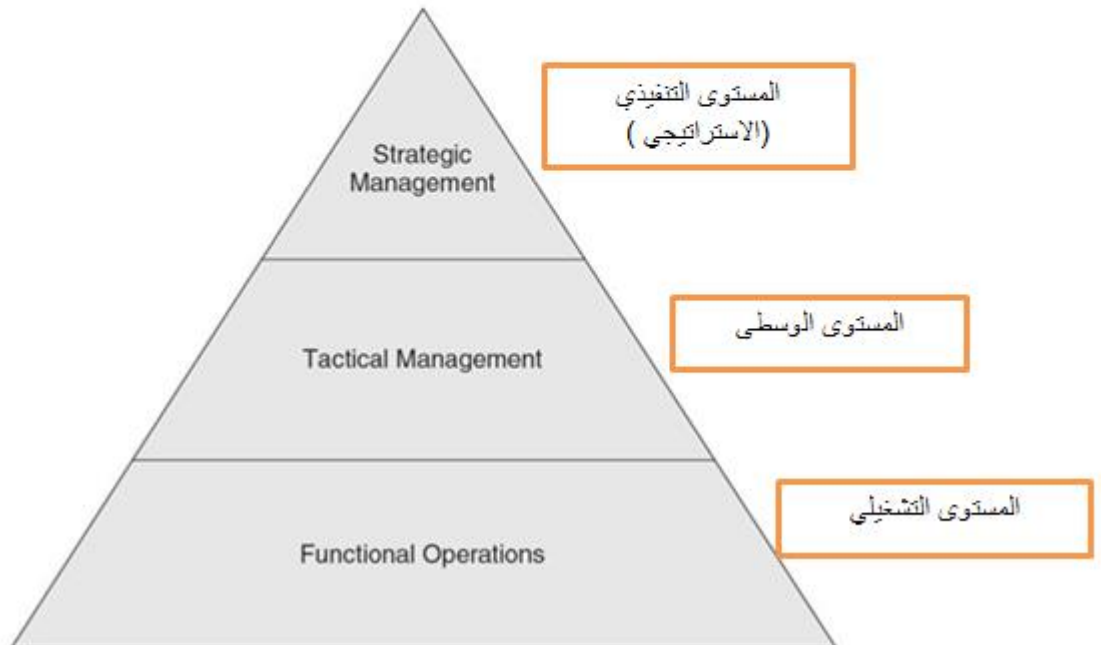 المستوى التنفيذي
(الاستراتيجي )
Strategic
Management
المستوى الوسطى
Tactical Management
المستوى التشغيلي
Functional Operations